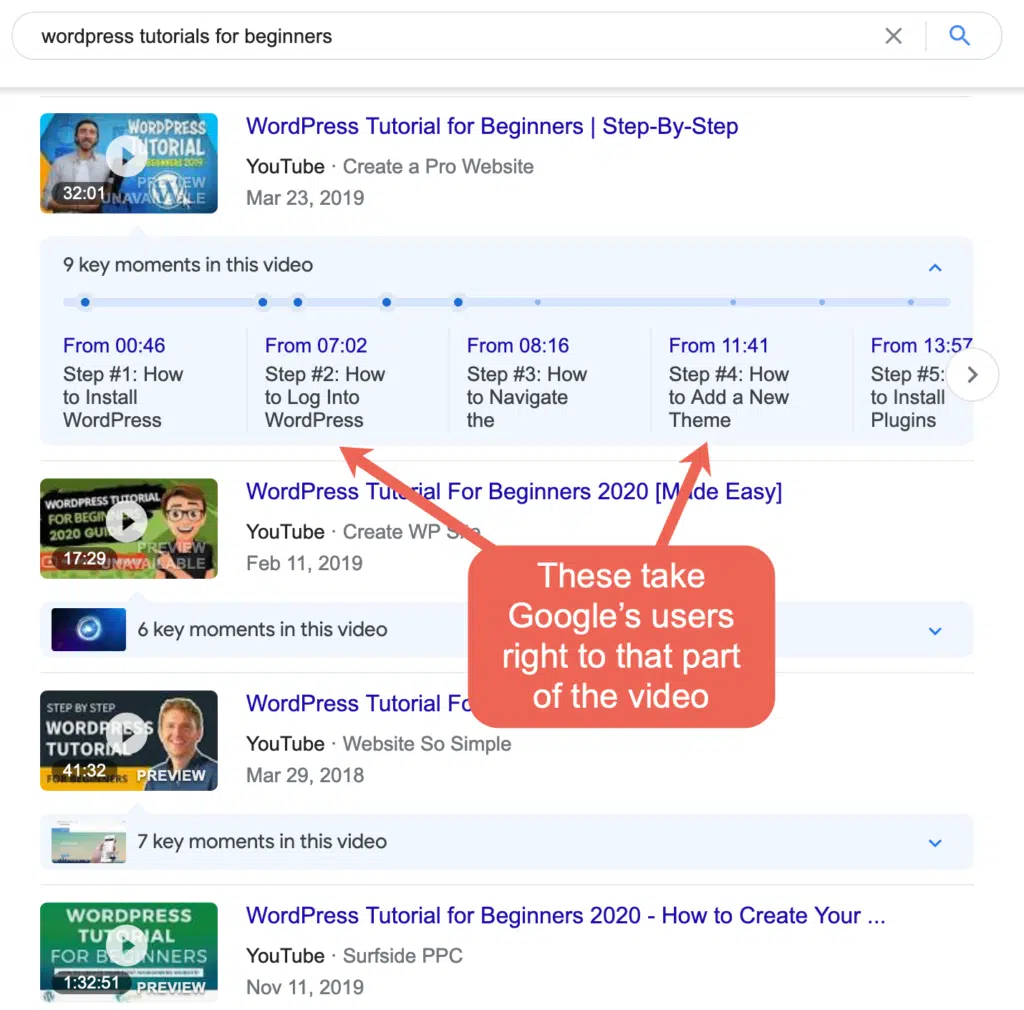 wordpress tutorials for beginners
WORDPRESS
TUTORIAL
BEGINNERS 2019
PREVIEW
UNAVAILABLE
32:01
WordPress Tutorial for Beginners | Step-By-Step
YouTube · Create a Pro Website
Mar 23, 2019
9 key moments in this video
From 00:46
Step #1: How
to Install
WordPress
From 07:02
Step #2: How
to Log Into
WordPress
From 08:16
Step #3: How
to Navigate
the
From 11:41
Step #4: How
to Add a New
Theme
From 13:57
Step #5:
to Install
Plugins
WORDPRESS TUTORIAL
FOR BEGINNERS
2020 GUIDE
PREVIEW
UNAVAILABLE
17:29
WordPress Tutorial For Beginners 2020 [Made Easy]
YouTube · Create WP Site
Feb 11, 2019
6 key moments in this video
These take
Google's users
right to that part
of the video
STEP BY STEP
WORDPRESS
TUTORIAL
FOR BEGINNERS
41:32
PREVIEW
WordPress Tutorial Fo
YouTube · Website So Simple
Mar 29, 2018
7 key moments in this video
WORDPRESS
TUTORIAL
FOR BEGINNERS
1:32:51
PREVIEW
WordPress Tutorial for Beginners 2020 - How to Create Your ...
YouTube · Surfside PPC
Nov 11, 2019